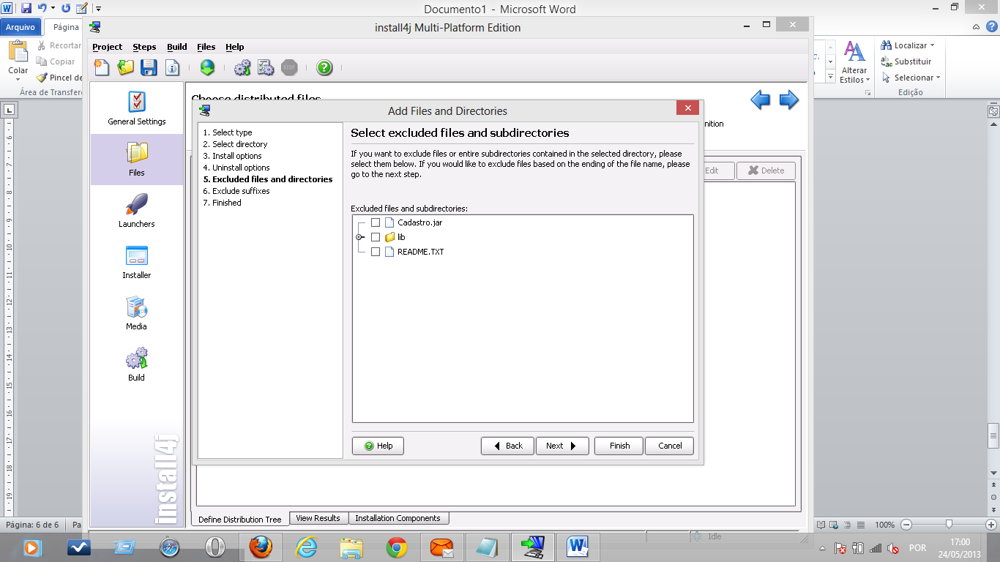 Documento1 - Microsoft Word
Arquivo
Página
install4j Multi-Platform Edition
Recortar
Copiar
Pincel de
Colar
Área de Transferê
Project Steps Build Files Help
STOP
Localizar
Substituir
Selecionar
Alterar
Estilos
Edição
General Settings
Files
Launchers
Installer
Media
Build
install4j
Choose distributed files
nition
Edit
Delete
Add Files and Directories
1. Select type
2. Select directory
3. Install options
4. Uninstall options
5. Excluded files and directories
6. Exclude suffixes
7. Finished
Select excluded files and subdirectories
If you want to exclude files or entire subdirectories contained in the selected directory, please
select them below. If you would like to exclude files based on the ending of the file name, please
go to the next step.
Excluded files and subdirectories:
Cadastro.jar
lib
README.TXT
Help
Back
Next
Finish
Cancel
Define Distribution Tree
View Results
Installation Components
Idle
Página: 6 de 6
Pa
100%
POR
17:00
24/05/2013